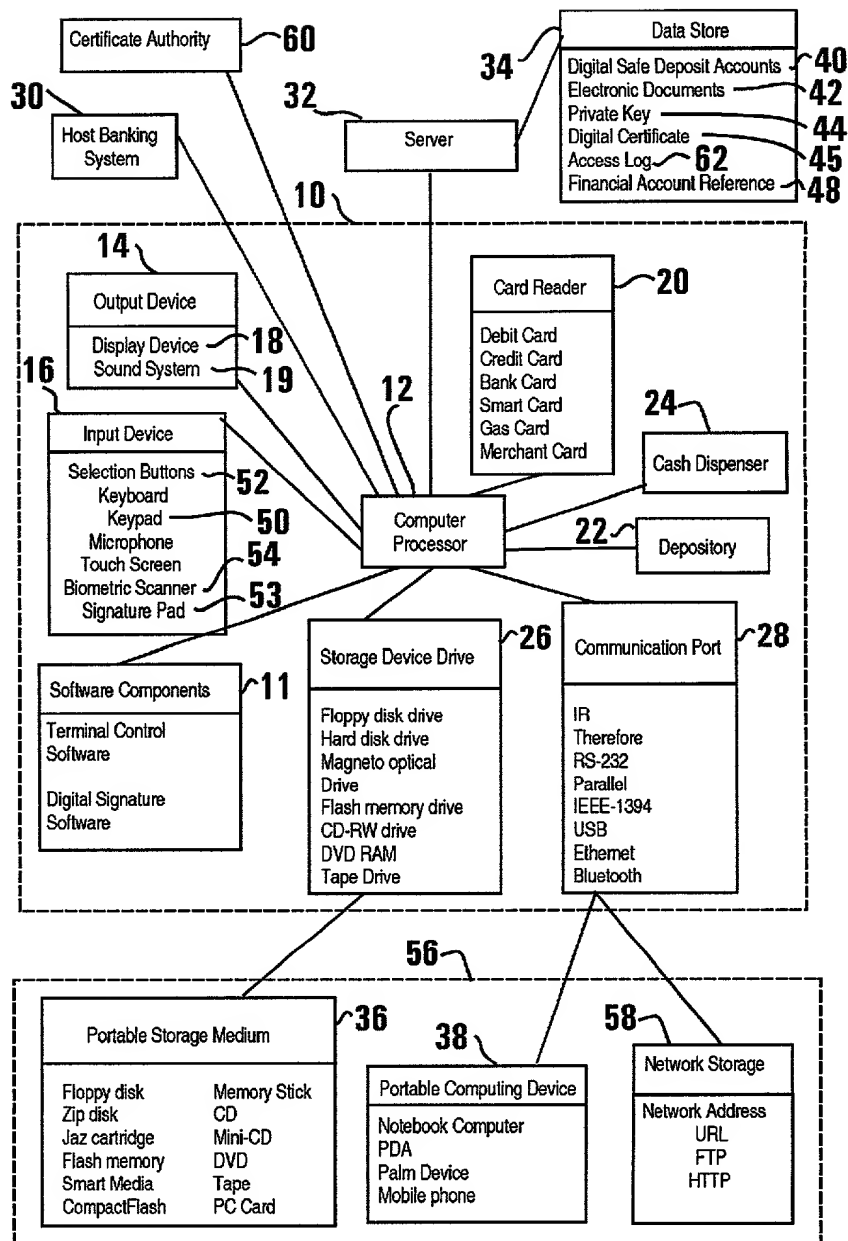 Certificate Authority
60
34
Data Store
Digital Safe Deposit Accounts
40
Electronic Documents
42
Private Key
44
Digital Certificate
45
Access Log
62
Financial Account Reference
48
30
Host Banking
System
32
Server
10
14
Output Device
Display Device
18
Sound System
19
Card Reader
20
Debit Card
Credit Card
Bank Card
Smart Card
Gas Card
Merchant Card
16
Input Device
Selection Buttons
52
Keyboard
Keypad
50
Microphone
Touch Screen
54
Biometric Scanner
Signature Pad
53
12
Computer
Processor
24
Cash Dispenser
22
Depository
Software Components
11
Terminal Control
Software
Digital Signature
Software
Storage Device Drive
26
Floppy disk drive
Hard disk drive
Magneto optical
Drive
Flash memory drive
CD-RW drive
DVD RAM
Tape Drive
Communication Port
28
IR
Therefore
RS-232
Parallel
IEEE-1394
USB
Ethernet
Bluetooth
56
Portable Storage Medium
36
Floppy disk
Memory Stick
Zip disk
CD
Jaz cartridge
Mini-CD
Flash memory
DVD
Smart Media
Tape
CompactFlash
PC Card
38
Portable Computing Device
Notebook Computer
PDA
Palm Device
Mobile phone
58
Network Storage
Network Address
URL
FTP
HTTP